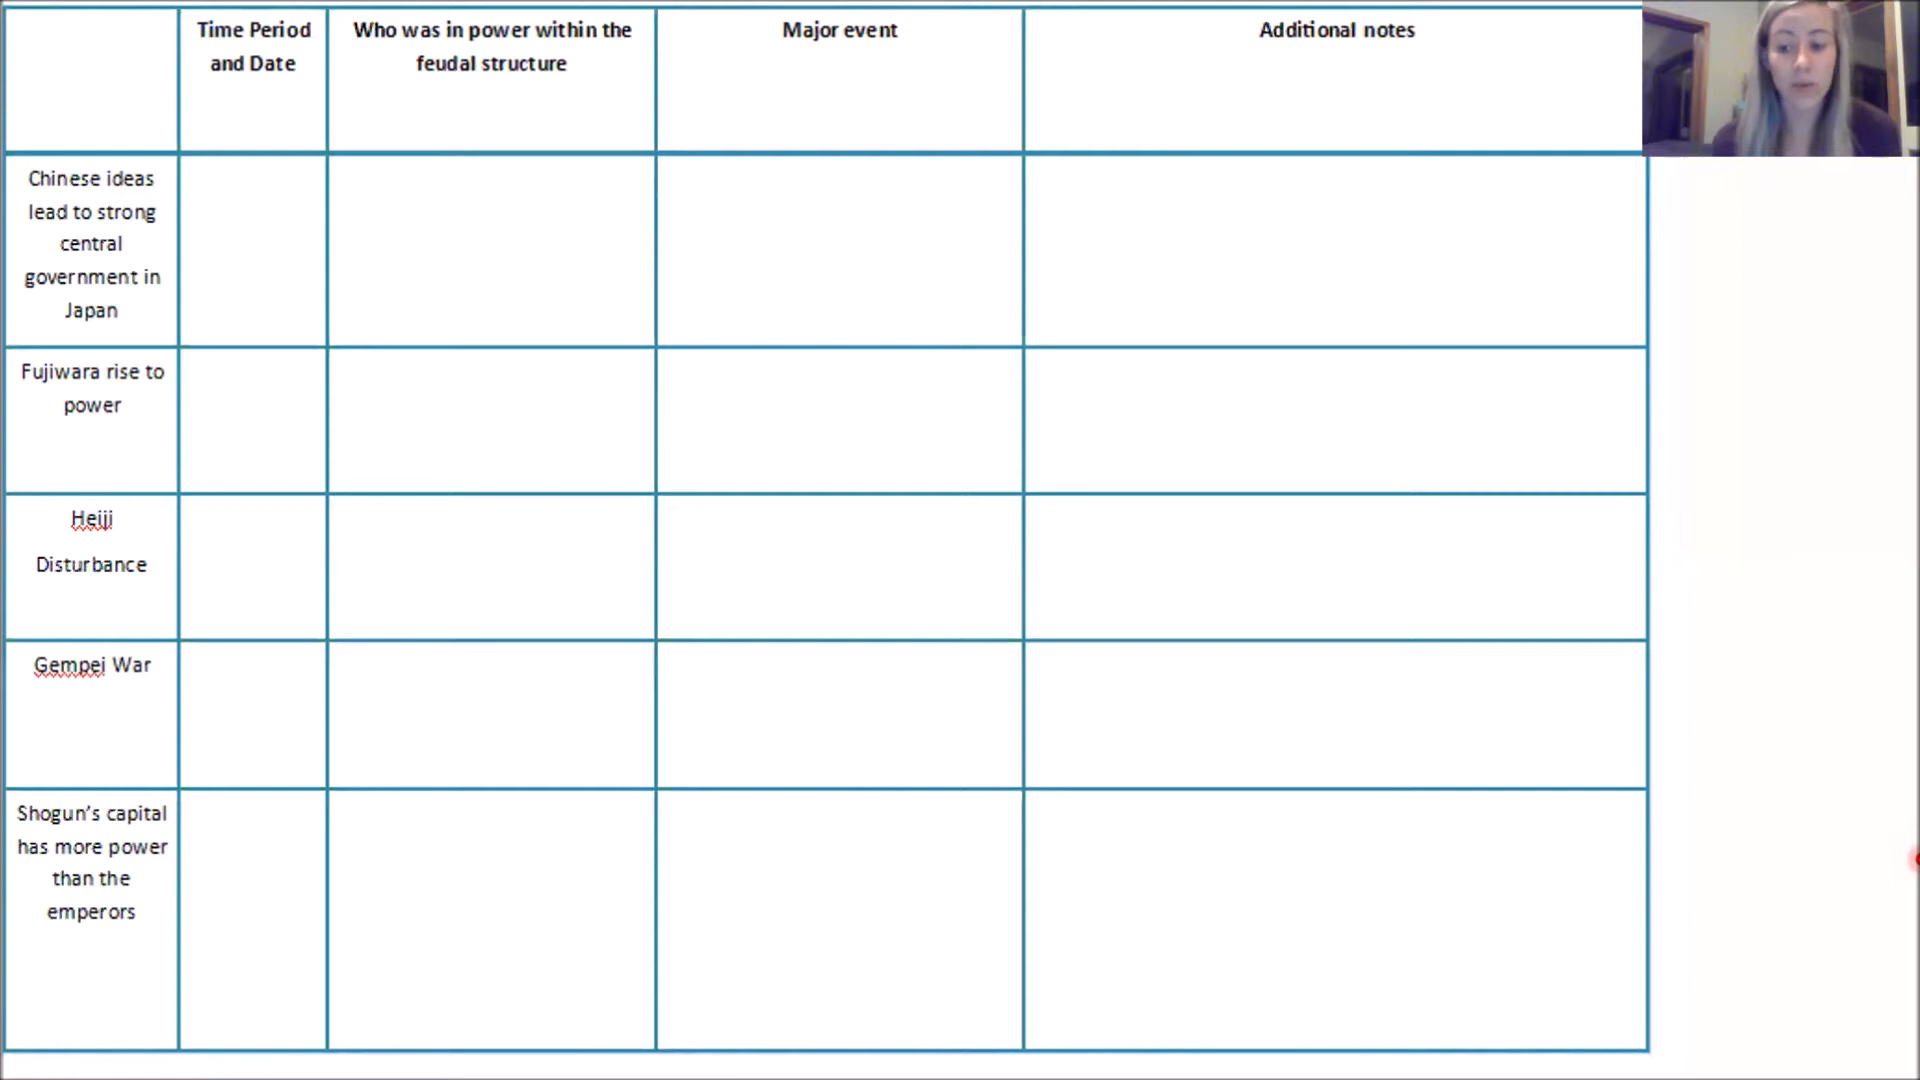 Time Period
and Date
Who was in power within the
feudal structure
Major event
Additional notes
Chinese ideas
lead to strong
central
government in
Japan
Fujiwara rise to
power
Heiji
Disturbance
Gempei War
Shogun's capital
has more power
than the
emperors